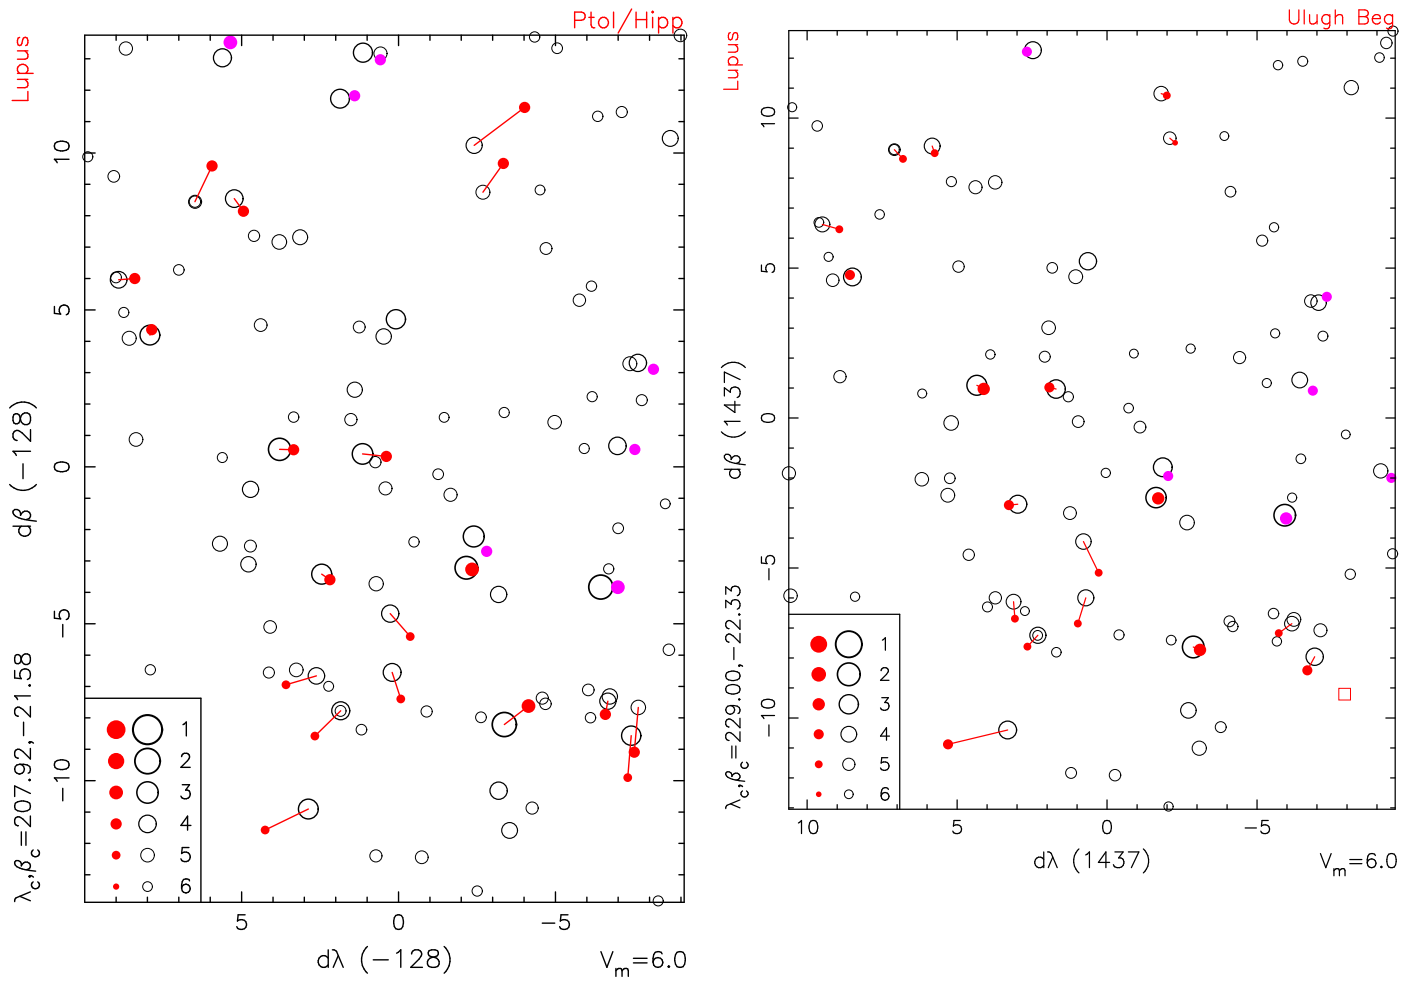 Ptol/Hipp
Lupus
10
5
0
−5
−10
dβ (−128)
λc,βc=207.92,−21.58
1
2
3
4
5
6
5
0
−5
dλ (−128)
Vm=6.0
Ulugh Beg
Lupus
10
5
0
−5
−10
dβ (1437)
λc,βc=229.00,−22.33
1
2
3
4
5
6
10
5
0
−5
dλ (1437)
Vm=6.0